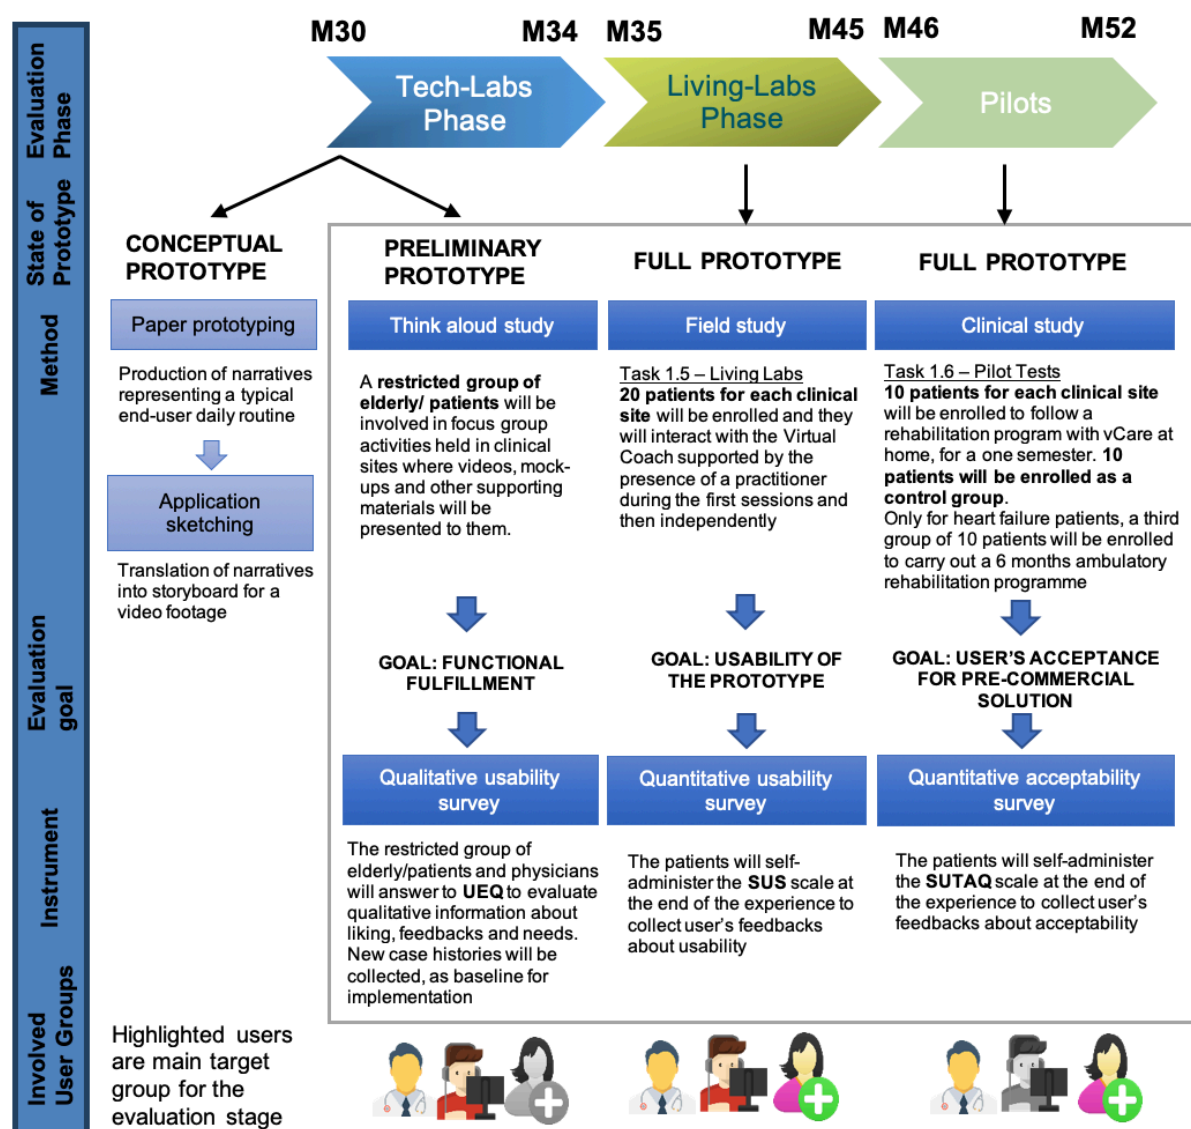 M30
M34
M35
M45
M46
M52
Evaluation
Phase
Tech-Labs
Phase
Living-Labs
Phase
Pilots
State of
Prototype
CONCEPTUAL
PROTOTYPE
PRELIMINARY
PROTOTYPE
FULL PROTOTYPE
FULL PROTOTYPE
Method
Paper prototyping
Production of narratives
representing a typical
end-user daily routine
Application
sketching
Translation of narratives
into storyboard for a
video footage
Think aloud study
A restricted group of
elderly/ patients will be
involved in focus group
activities held in clinical
sites where videos, mock-
ups and other supporting
materials will be
presented to them.
Field study
Task 1.5 – Living Labs
20 patients for each clinical
site will be enrolled and they
will interact with the Virtual
Coach supported by the
presence of a practitioner
during the first sessions and
then independently
Clinical study
Task 1.6 – Pilot Tests
10 patients for each clinical site
will be enrolled to follow a
rehabilitation program with vCare at
home, for a one semester. 10
patients will be enrolled as a
control group.
Only for heart failure patients, a third
group of 10 patients will be enrolled
to carry out a 6 months ambulatory
rehabilitation programme
Evaluation
goal
GOAL: FUNCTIONAL
FULFILLMENT
GOAL: USABILITY OF
THE PROTOTYPE
GOAL: USER'S ACCEPTANCE
FOR PRE-COMMERCIAL
SOLUTION
Instrument
Qualitative usability
survey
The restricted group of
elderly/patients and physicians
will answer to UEQ to evaluate
qualitative information about
liking, feedbacks and needs.
New case histories will be
collected, as baseline for
implementation
Quantitative usability
survey
The patients will self-
administer the SUS scale at
the end of the experience to
collect user's feedbacks
about usability
Quantitative acceptability
survey
The patients will self-administer
the SUTAQ scale at the end of
the experience to collect user's
feedbacks about acceptability
Involved
User Groups
Highlighted users
are main target
group for the
evaluation stage